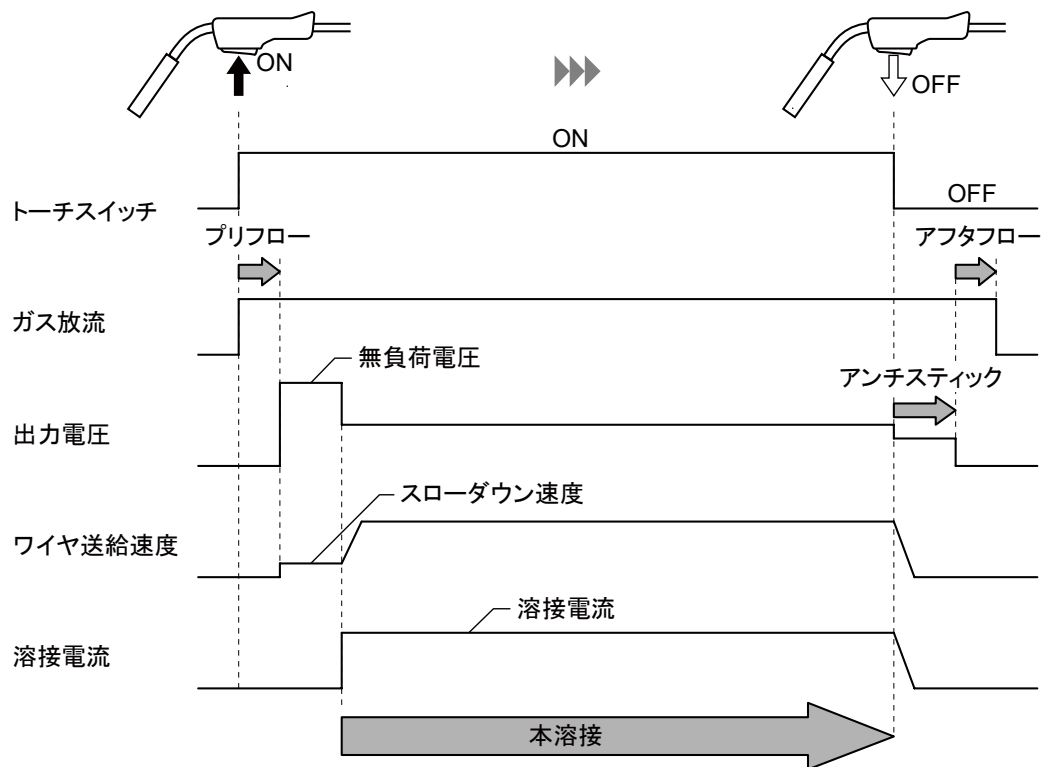 ON
OFF
ON
OFF
トーチスイッチ
プリフロー
アフタフロー
ガス放流
無負荷電圧
アンチスティック
出力電圧
スローダウン速度
ワイヤ送給速度
溶接電流
溶接電流
本溶接